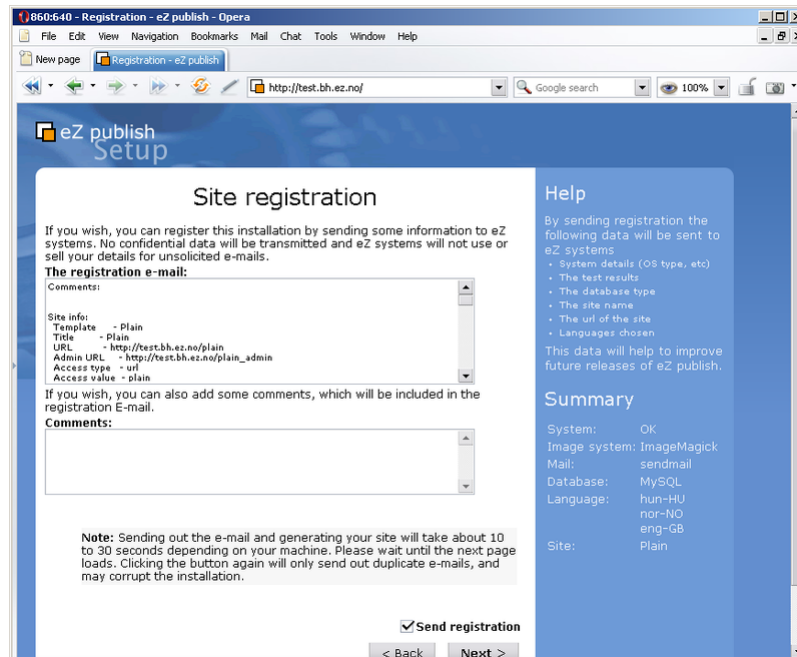 860:640 - Registration - eZ publish - Opera
File Edit View Navigation Bookmarks Mail Chat Tools Window Help
New page Registration - eZ publish
http://test.bh.ez.no/ Google search 100%
eZ publish
Setup
Site registration
If you wish, you can register this installation by sending some information to eZ
systems. No confidential data will be transmitted and eZ systems will not use or
sell your details for unsolicited e-mails.
The registration e-mail:
Comments:
Site info:
Template - Plain
Title - Plain
URL - http://test.bh.ez.no/plain
Admin URL - http://test.bh.ez.no/plain_admin
Access type - url
Access value - plain
If you wish, you can also add some comments, which will be included in the
registration E-mail.
Comments:
Note: Sending out the e-mail and generating your site will take about 10
to 30 seconds depending on your machine. Please wait until the next page
loads. Clicking the button again will only send out duplicate e-mails, and
may corrupt the installation.
Send registration
< Back Next >
Help
By sending registration the
following data will be sent to
eZ systems
• System details (OS type, etc)
• The test results
• The database type
• The site name
• The url of the site
• Languages chosen
This data will help to improve
future releases of eZ publish.
Summary
System: OK
Image system: ImageMagick
Mail: sendmail
Database: MySQL
Language: hun-HU
nor-NO
eng-GB
Site: Plain